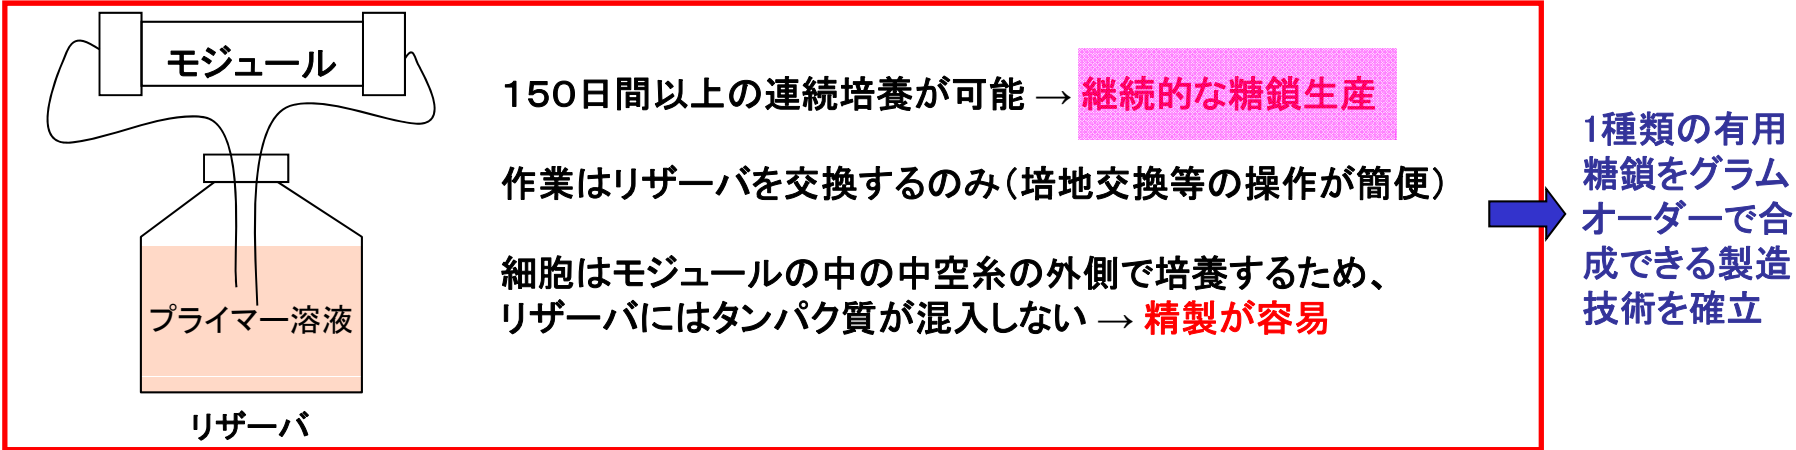 モジュール
プライマー溶液
リザーバ
１５０日間以上の連続培養が可能 → 継続的な糖鎖生産
作業はリザーバを交換するのみ（培地交換等の操作が簡便）
細胞はモジュールの中の中空糸の外側で培養するため、
リザーバにはタンパク質が混入しない → 精製が容易
1種類の有用
糖鎖をグラム
オーダーで合
成できる製造
技術を確立